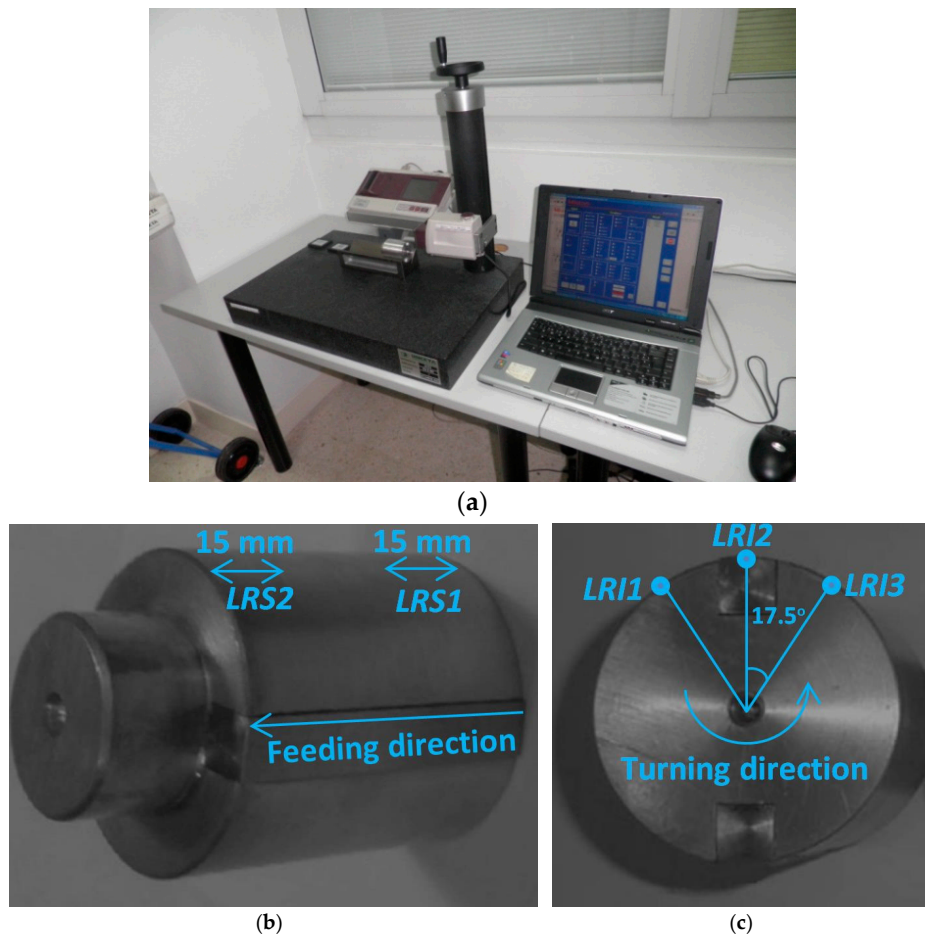 (a)
15 mm
15 mm
LRS2
LRS1
Feeding direction
(b)
LRI2
LRI1
LRI3
17.5°
Turning direction
(c)